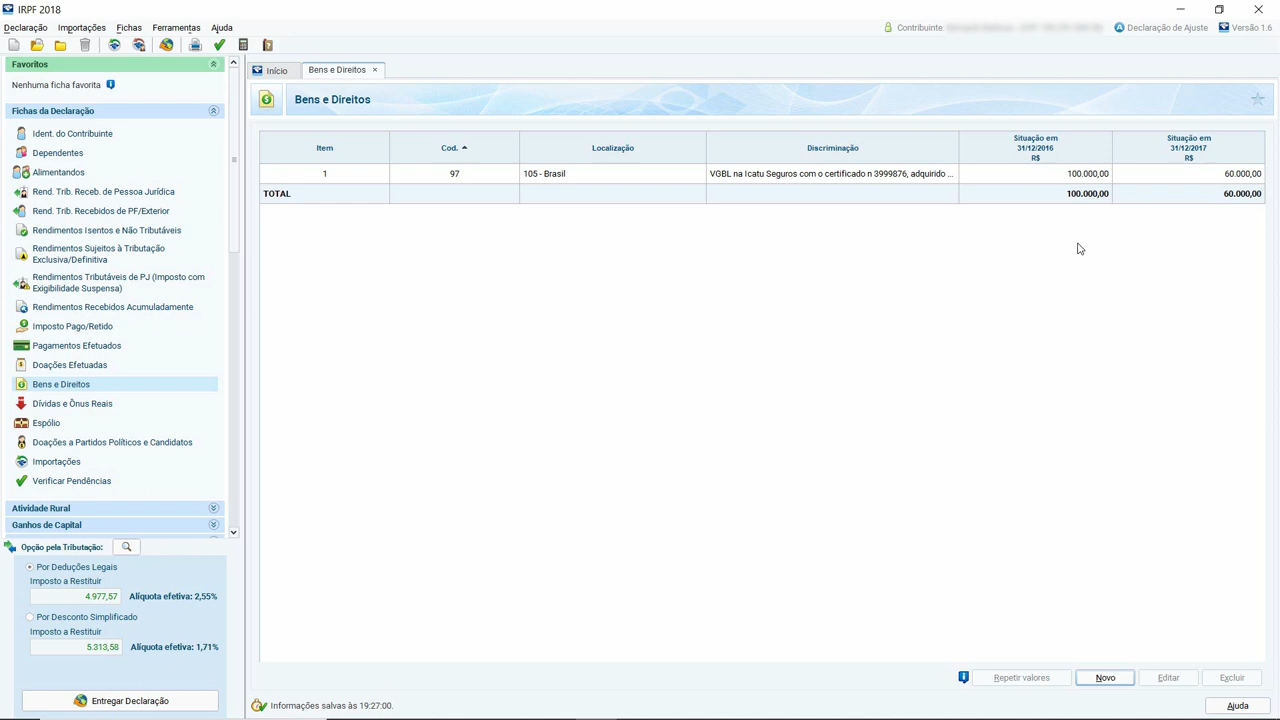 IRPF 2018
Declaração Importações Fichas Ferramentas Ajuda
Contribuinte: Declaração de Ajuste Versão 1.6
Favoritos
Nenhuma ficha favorita
Fichas da Declaração
Ident. do Contribuinte
Dependentes
Alimentandos
Rend. Trib. Receb. de Pessoa Jurídica
Rend. Trib. Recebidos de PF/Exterior
Rendimentos Isentos e Não Tributáveis
Rendimentos Sujeitos à Tributação
Exclusiva/Definitiva
Rendimentos Tributáveis de PJ (Imposto com
Exigibilidade Suspensa)
Rendimentos Recebidos Acumuladamente
Imposto Pago/Retido
Pagamentos Efetuados
Doações Efetuadas
Bens e Direitos
Dívidas e Ônus Reais
Espólio
Doações a Partidos Políticos e Candidatos
Importações
Verificar Pendências
Atividade Rural
Ganhos de Capital
Opção pela Tributação:
Por Deduções Legais
Imposto a Restituir
4.977,57 Alíquota efetiva: 2,55%
Por Desconto Simplificado
Imposto a Restituir
5.313,58 Alíquota efetiva: 1,71%
Entregar Declaração
Início Bens e Direitos ×
Bens e Direitos
Item Cod. Localização Discriminação
Situação em
31/12/2016
R$
Situação em
31/12/2017
R$
1 97 105 - Brasil VGBL na Icatu Seguros com o certificado n 3999876, adquirido ... 100.000,00 60.000,00
TOTAL 100.000,00 60.000,00
Repetir valores Novo Editar Excluir
Informações salvas às 19:27:00. Ajuda